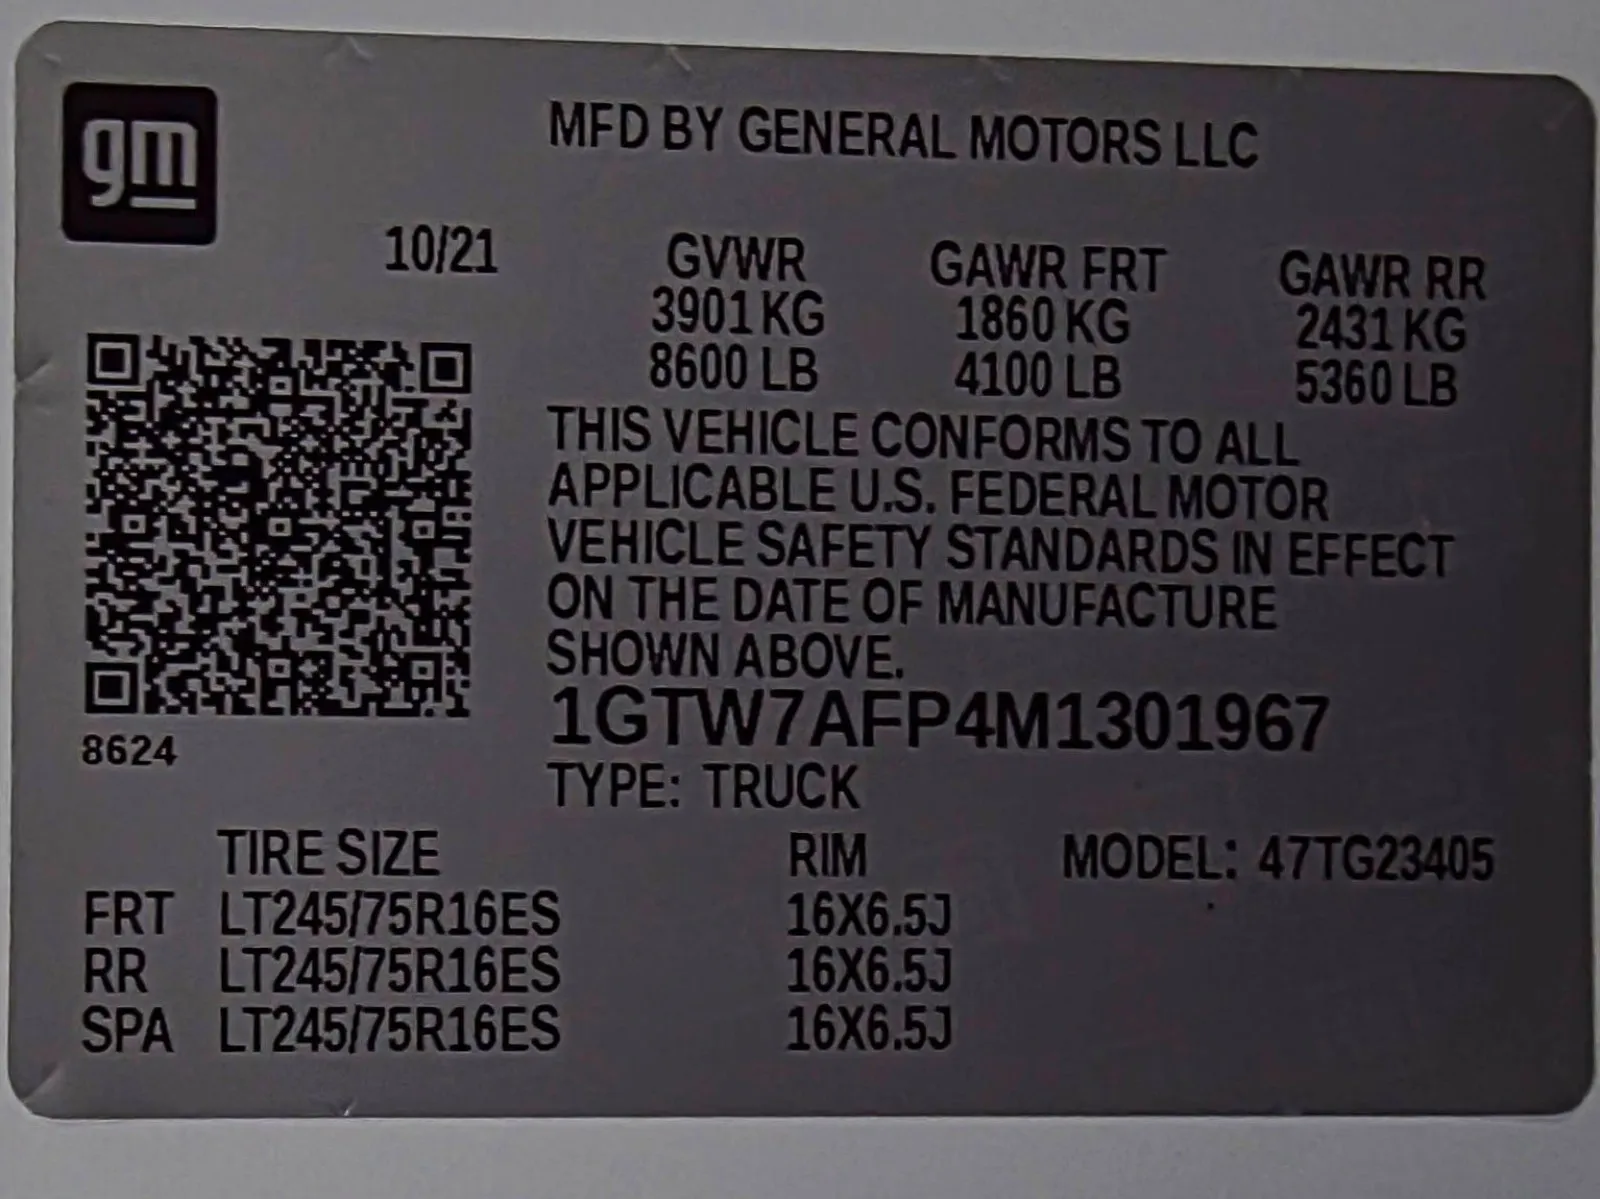 gm
MFD BY GENERAL MOTORS LLC
10/21 GVWR GAWR FRT GAWR RR
3901 KG 1860 KG 2431 KG
8600 LB 4100 LB 5360 LB
THIS VEHICLE CONFORMS TO ALL
APPLICABLE U.S. FEDERAL MOTOR
VEHICLE SAFETY STANDARDS IN EFFECT
ON THE DATE OF MANUFACTURE
SHOWN ABOVE.
1GTW7AFP4M1301967
8624
TYPE: TRUCK
TIRE SIZE RIM MODEL: 47TG23405
FRT LT245/75R16ES 16X6.5J
RR LT245/75R16ES 16X6.5J
SPA LT245/75R16ES 16X6.5J